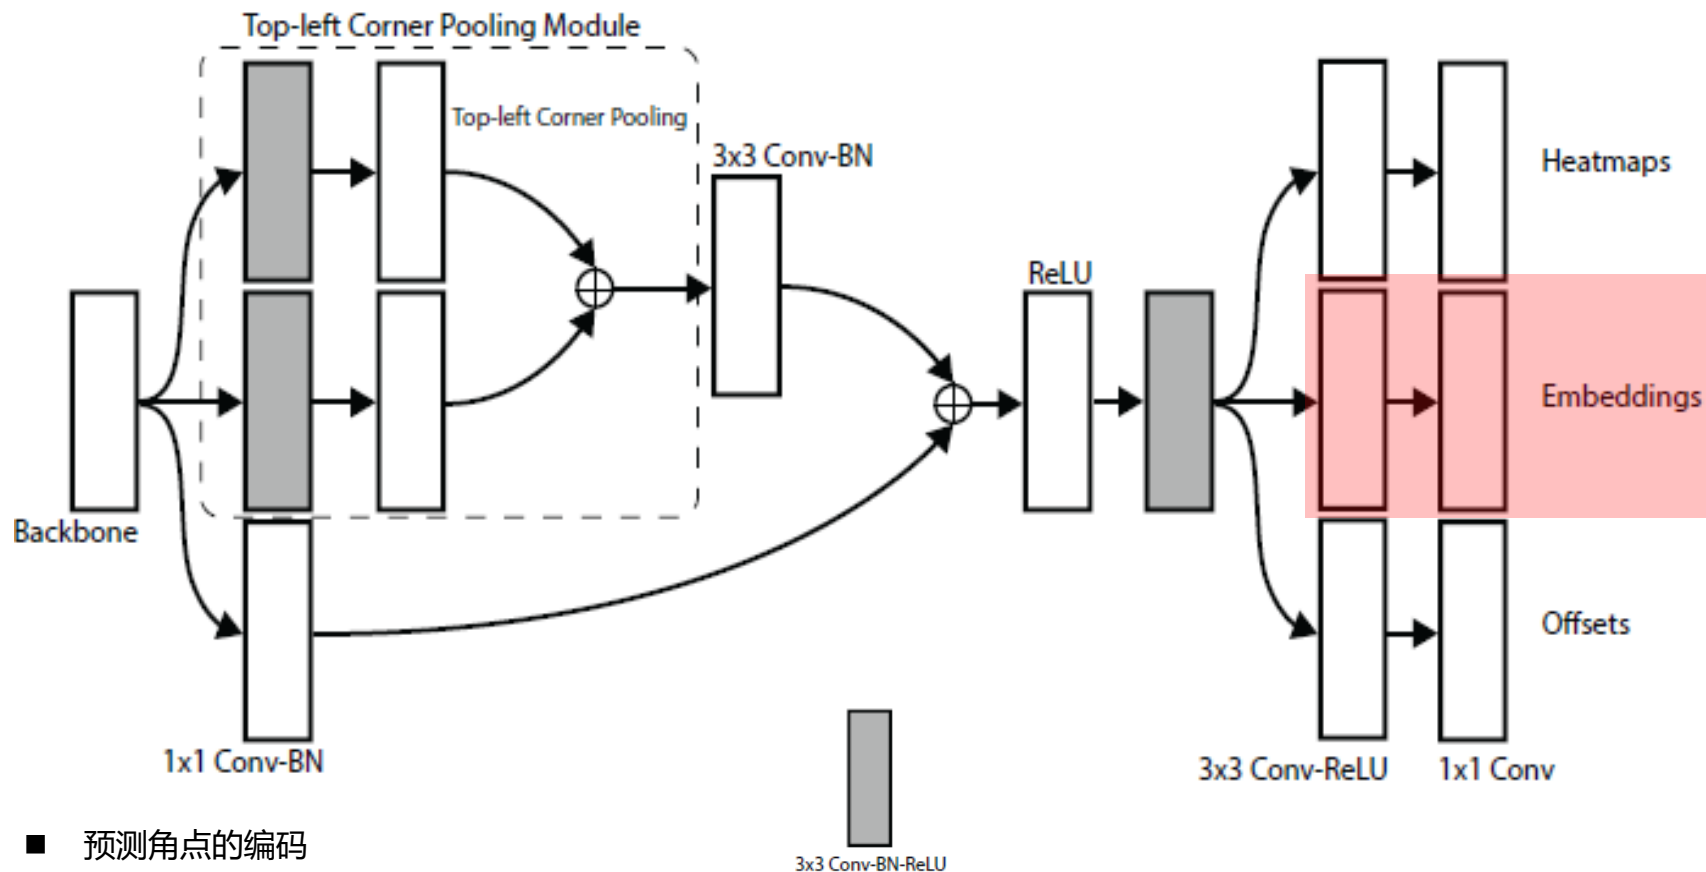 Top-left Corner Pooling Module
Top-left Corner Pooling
3x3 Conv-BN
Heatmaps
ReLU
Embeddings
Backbone
Offsets
1x1 Conv-BN
3x3 Conv-ReLU
1x1 Conv
■ 预测角点的编码
3x3 Conv-BN-ReLU